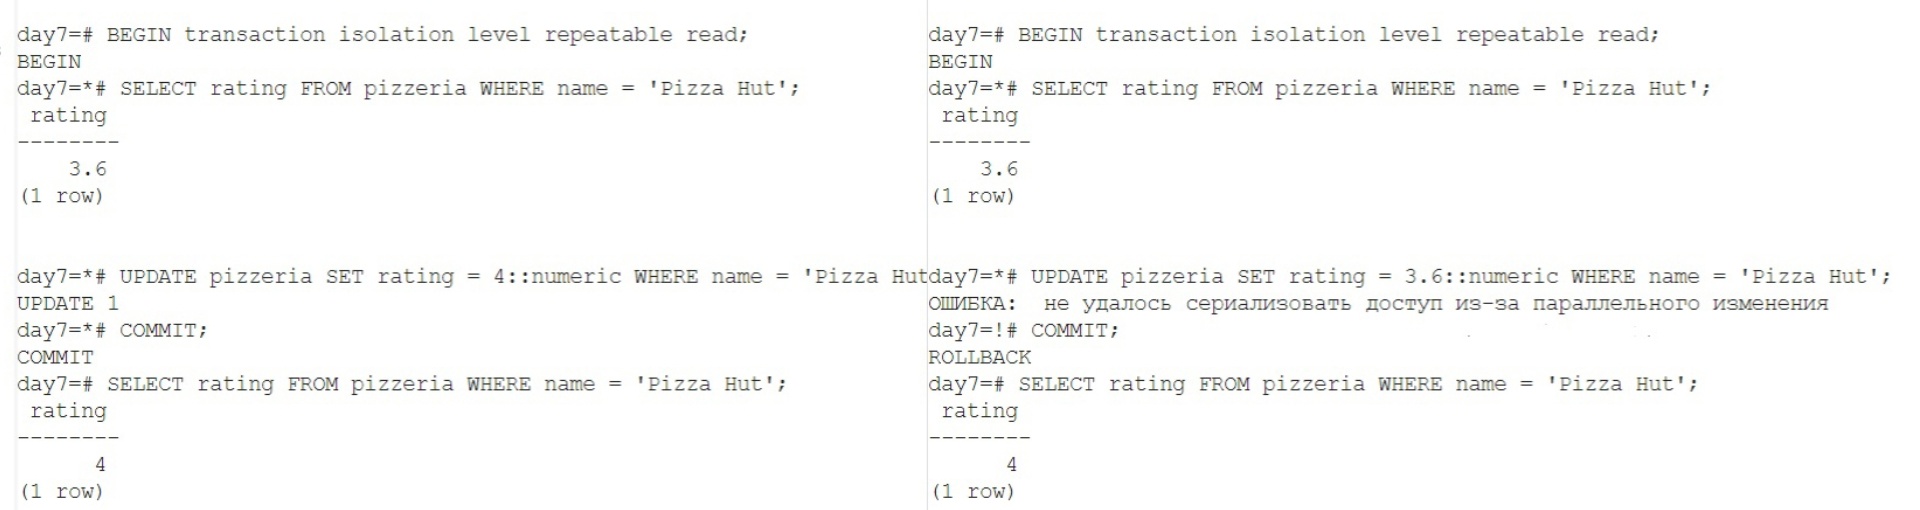 day7=# BEGIN transaction isolation level repeatable read;
BEGIN
day7=*# SELECT rating FROM pizzeria WHERE name = 'Pizza Hut';
rating
--------
3.6
(1 row)
day7=*# UPDATE pizzeria SET rating = 4::numeric WHERE name = 'Pizza Hut
UPDATE 1
day7=*# COMMIT;
COMMIT
day7=# SELECT rating FROM pizzeria WHERE name = 'Pizza Hut';
rating
--------
4
(1 row)
day7=# BEGIN transaction isolation level repeatable read;
BEGIN
day7=*# SELECT rating FROM pizzeria WHERE name = 'Pizza Hut';
rating
--------
3.6
(1 row)
day7=*# UPDATE pizzeria SET rating = 3.6::numeric WHERE name = 'Pizza Hut';
ОШИБКА:  не удалось сериализовать доступ из-за параллельного изменения
day7=!# COMMIT;
ROLLBACK
day7=# SELECT rating FROM pizzeria WHERE name = 'Pizza Hut';
rating
--------
4
(1 row)